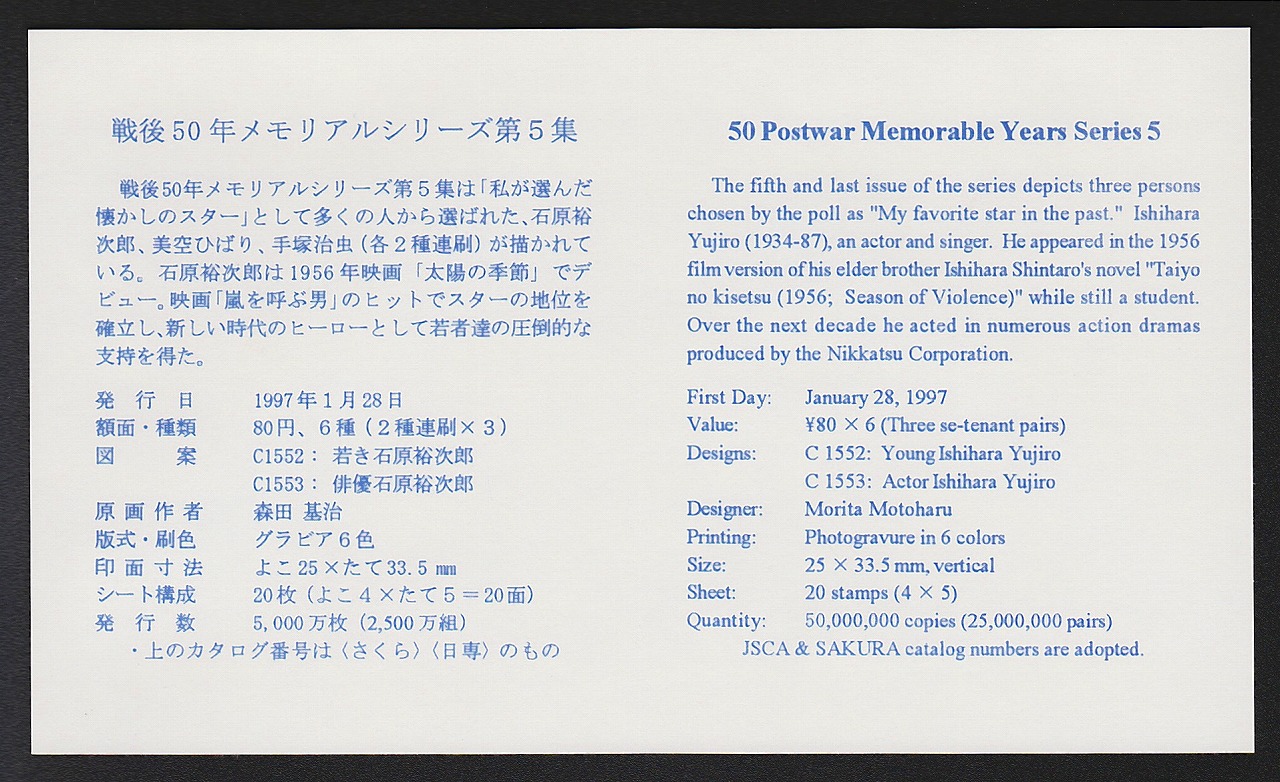 戦後50年メモリアルシリーズ第5集
戦後50年メモリアルシリーズ第5集は「私が選んだ
懐かしのスター」として多くの人から選ばれた、石原裕
次郎、美空ひばり、手塚治虫（各2種連刷）が描かれて
いる。石原裕次郎は1956年映画「太陽の季節」でデ
ビュー。映画「嵐を呼ぶ男」のヒットでスターの地位を
確立し、新しい時代のヒーローとして若者達の圧倒的な
支持を得た。
発行日 1997年1月28日
額面・種類 80円、6種（2種連刷×3）
図案 C1552：若き石原裕次郎
C1553：俳優石原裕次郎
原画作者 森田 基治
版式・刷色 グラビア6色
印面寸法 よこ25×たて33.5㎜
シート構成 20枚（よこ4×たて5＝20面）
発行数 5,000万枚（2,500万組）
・上のカタログ番号は〈さくら〉〈日専〉のもの
50 Postwar Memorable Years Series 5
The fifth and last issue of the series depicts three persons
chosen by the poll as "My favorite star in the past." Ishihara
Yujiro (1934-87), an actor and singer. He appeared in the 1956
film version of his elder brother Ishihara Shintaro's novel "Taiyo
no kisetsu (1956; Season of Violence)" while still a student.
Over the next decade he acted in numerous action dramas
produced by the Nikkatsu Corporation.
First Day: January 28, 1997
Value: ¥80 × 6 (Three se-tenant pairs)
Designs: C 1552: Young Ishihara Yujiro
C 1553: Actor Ishihara Yujiro
Designer: Morita Motoharu
Printing: Photogravure in 6 colors
Size: 25 × 33.5 mm, vertical
Sheet: 20 stamps (4 × 5)
Quantity: 50,000,000 copies (25,000,000 pairs)
JSCA & SAKURA catalog numbers are adopted.